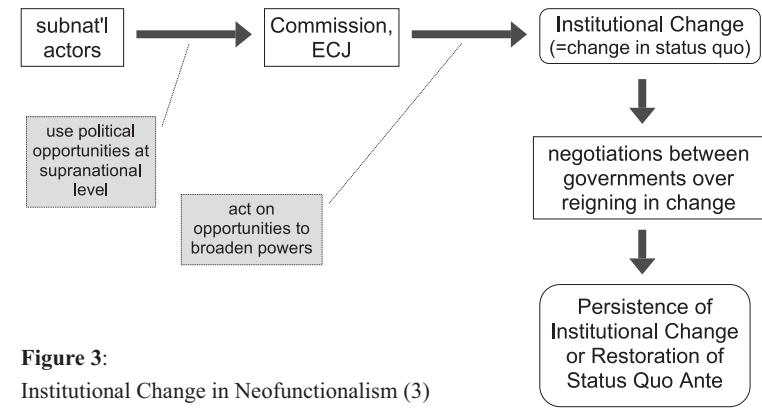 subnat'l
actors
Commission,
ECJ
Institutional Change
(=change in status quo)
use political
opportunities at
supranational
level
act on
opportunities to
broaden powers
negotiations between
governments over
reigning in change
Persistence of
Institutional Change
or Restoration of
Status Quo Ante
Figure 3:
Institutional Change in Neofunctionalism (3)